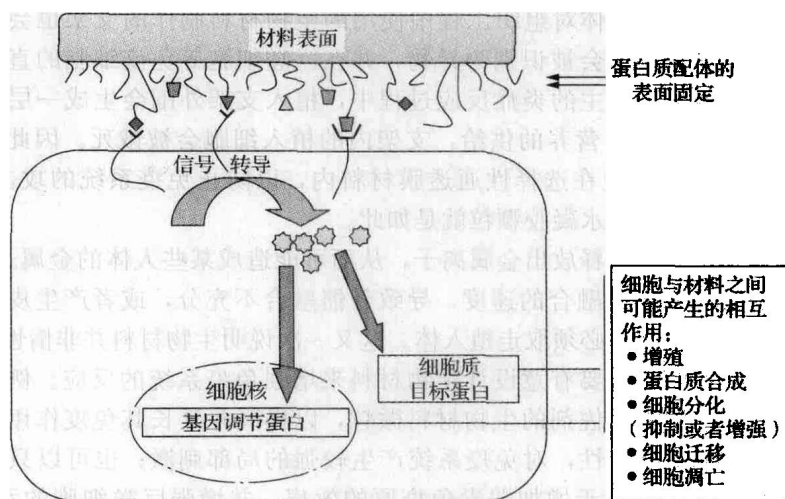 材料表面
蛋白质配体的
表面固定
信号 转导
细胞与材料之间
可能产生的相互
作用：
● 增殖
● 蛋白质合成
● 细胞分化
（抑制或者增强）
● 细胞迁移
● 细胞凋亡
细胞质
目标蛋白
细胞核
基因调节蛋白